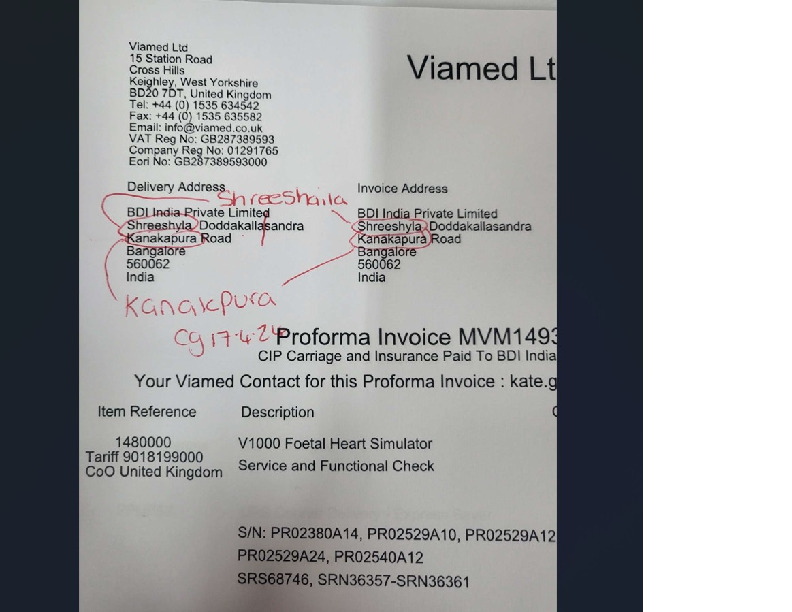 Viamed Ltd
15 Station Road
Cross Hills
Keighley, West Yorkshire
BD20 7DT, United Kingdom
Tel: +44 (0) 1535 634542
Fax: +44 (0) 1535 635582
Email: info@viamed.co.uk
VAT Reg No: GB287389593
Company Reg No: 01291765
Eori No: GB287389593000
Viamed Lt
Delivery Address
Shreeshaila
BDI India Private Limited
Shreeshyla, Doddakallasandra
Kanakapura Road
Bangalore
560062
India
Invoice Address
BDI India Private Limited
Shreeshyla, Doddakallasandra
Kanakapura Road
Bangalore
560062
India
Kanakpura
Cg 17.4.24
Proforma Invoice MVM1493
CIP Carriage and Insurance Paid To BDI India
Your Viamed Contact for this Proforma Invoice : kate.g
Item Reference Description
1480000 V1000 Foetal Heart Simulator
Tariff 9018199000
CoO United Kingdom Service and Functional Check
S/N: PR02380A14, PR02529A10, PR02529A12
PR02529A24, PR02540A12
SRS68746, SRN36357-SRN36361